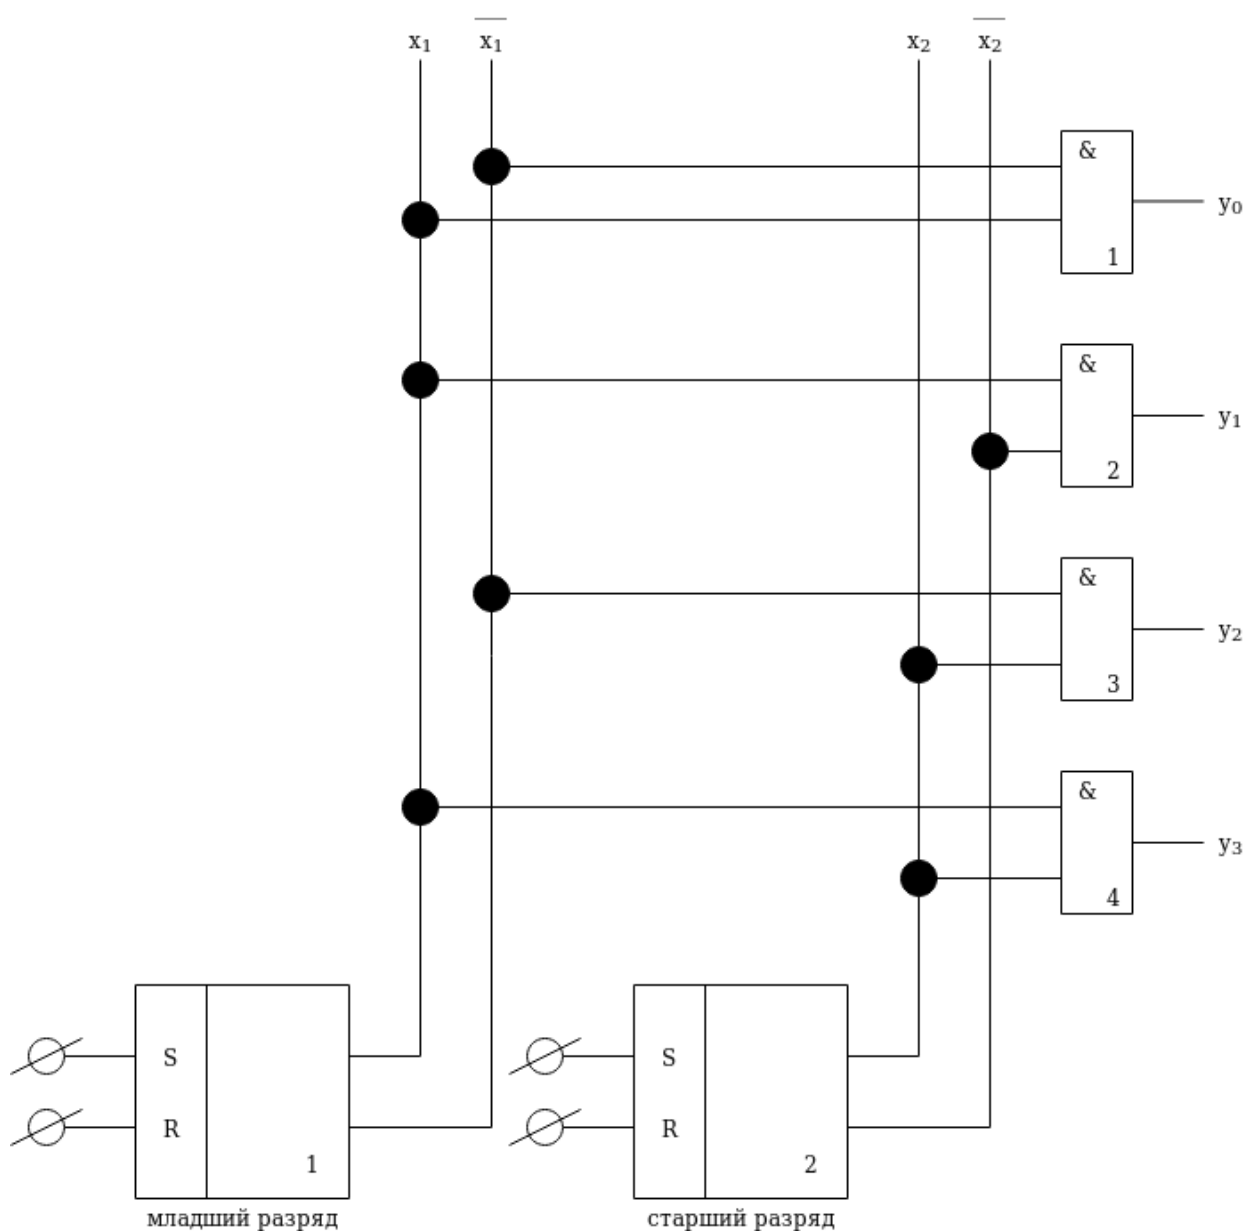 x₁ x̅₁ x₂ x̅₂
&
1
y₀
&
2
y₁
&
3
y₂
&
4
y₃
S
R
1
младший разряд
S
R
2
старший разряд